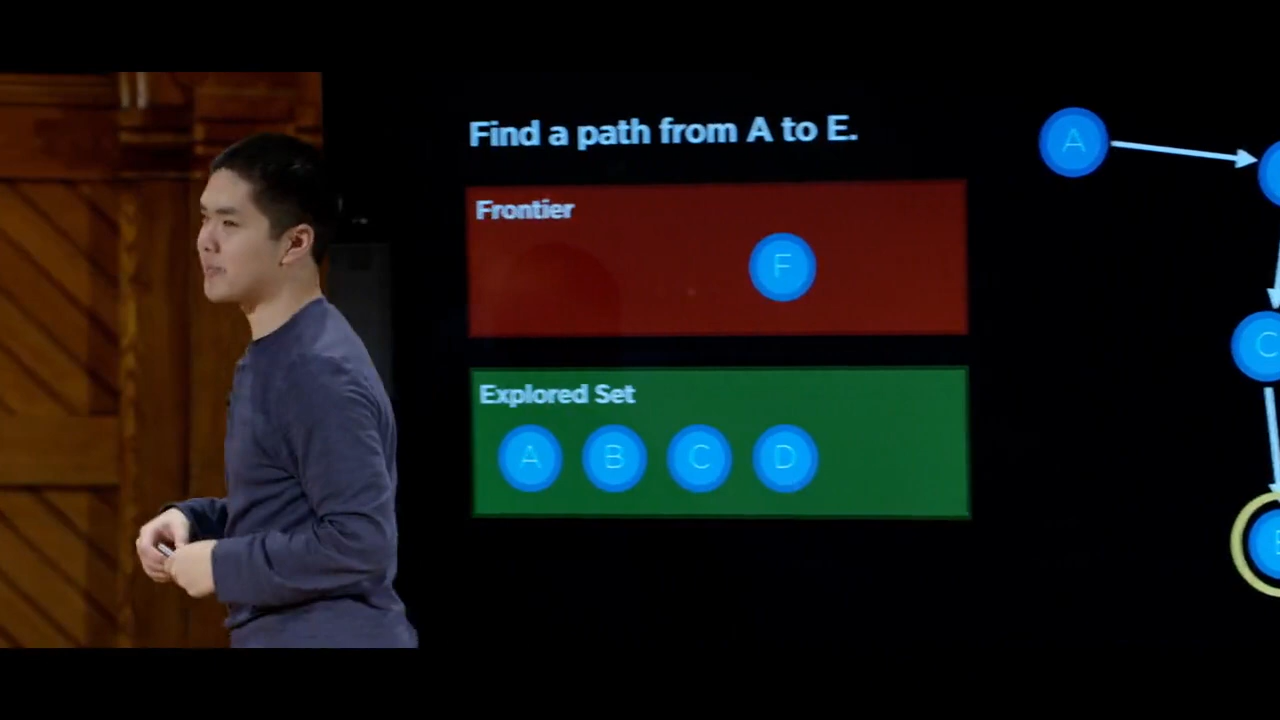 Find a path from A to E.
A
Frontier
F
C
Explored Set
A B C D